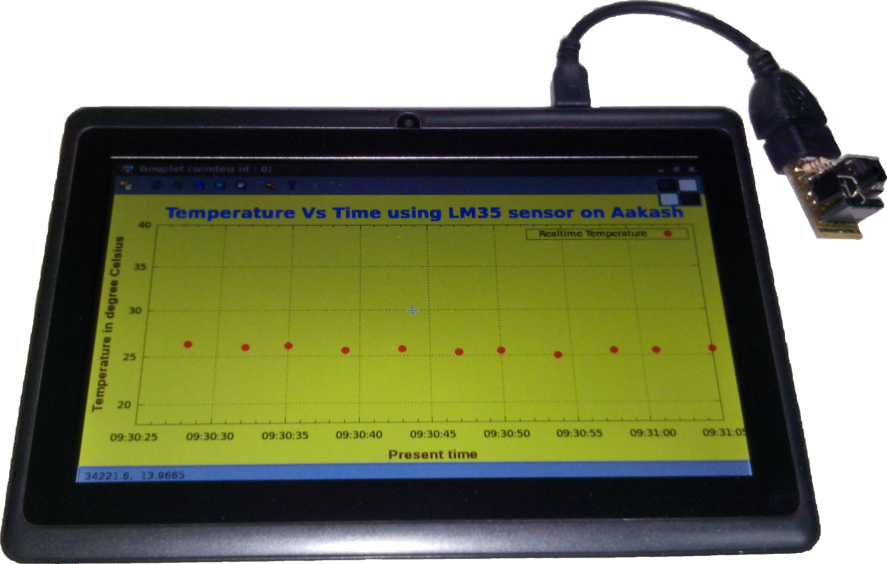 Gnuplot (window id : 0)
Temperature Vs Time using LM35 sensor on Aakash
Realtime Temperature
Temperature in degree Celsius
40
35
30
25
20
09:30:25 09:30:30 09:30:35 09:30:40 09:30:45 09:30:50 09:30:55 09:31:00 09:31:05
Present time
34221.6, 13.9665